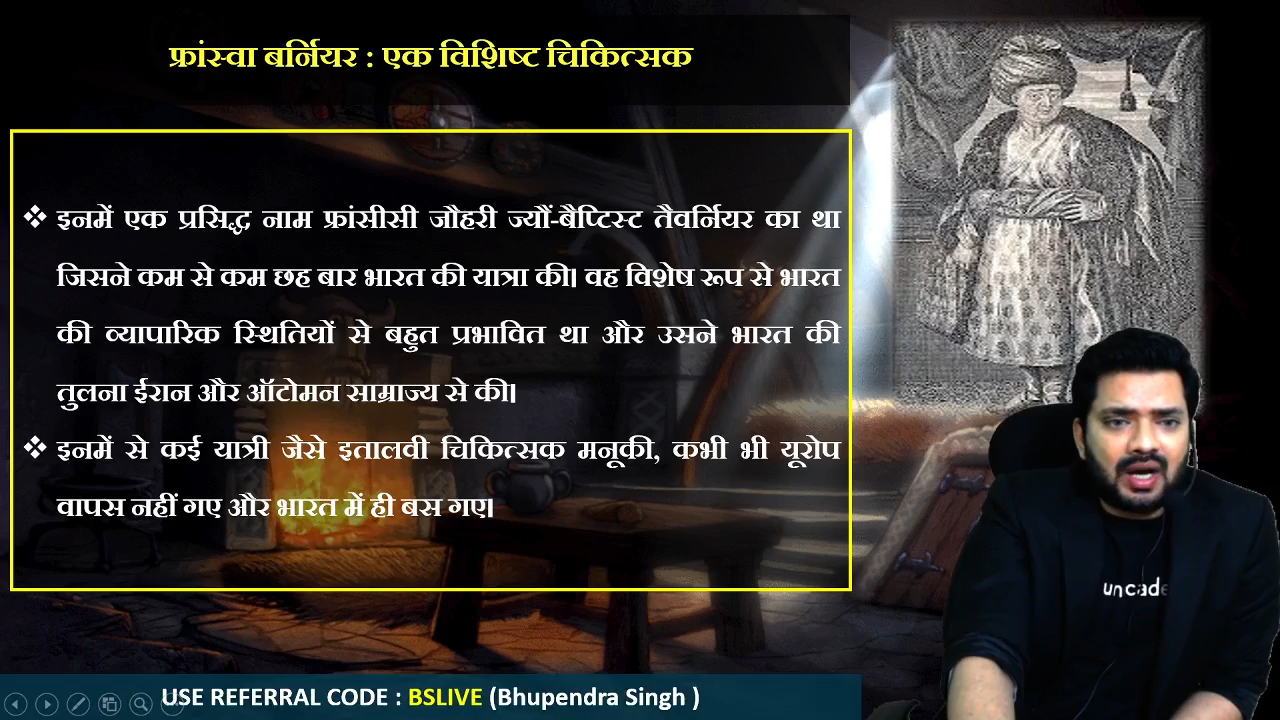 फ्रांस्वा बर्नियर : एक विशिष्ट चिकित्सक
❖ इनमें एक प्रसिद्ध नाम फ्रांसीसी जौहरी ज्यौं-बैप्टिस्ट तैवर्नियर का था
जिसने कम से कम छह बार भारत की यात्रा की। वह विशेष रूप से भारत
की व्यापारिक स्थितियों से बहुत प्रभावित था और उसने भारत की
तुलना ईरान और ऑटोमन साम्राज्य से की।
❖ इनमें से कई यात्री जैसे इतालवी चिकित्सक मनूकी, कभी भी यूरोप
वापस नहीं गए और भारत में ही बस गए।
uncade
USE REFERRAL CODE : BSLIVE (Bhupendra Singh )